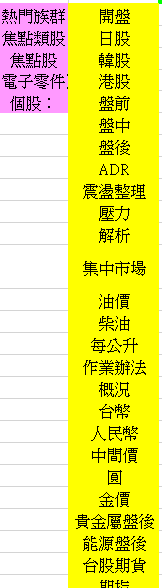 熱門族群 開盤
焦點類股 日股
焦點股 韓股
電子零件 港股
個股： 盤前
盤中
盤後
ADR
震盪整理
壓力
解析
集中市場
油價
柴油
每公升
作業辦法
概況
台幣
人民幣
中間價
圓
金價
貴金屬盤後
能源盤後
台股期貨
期指